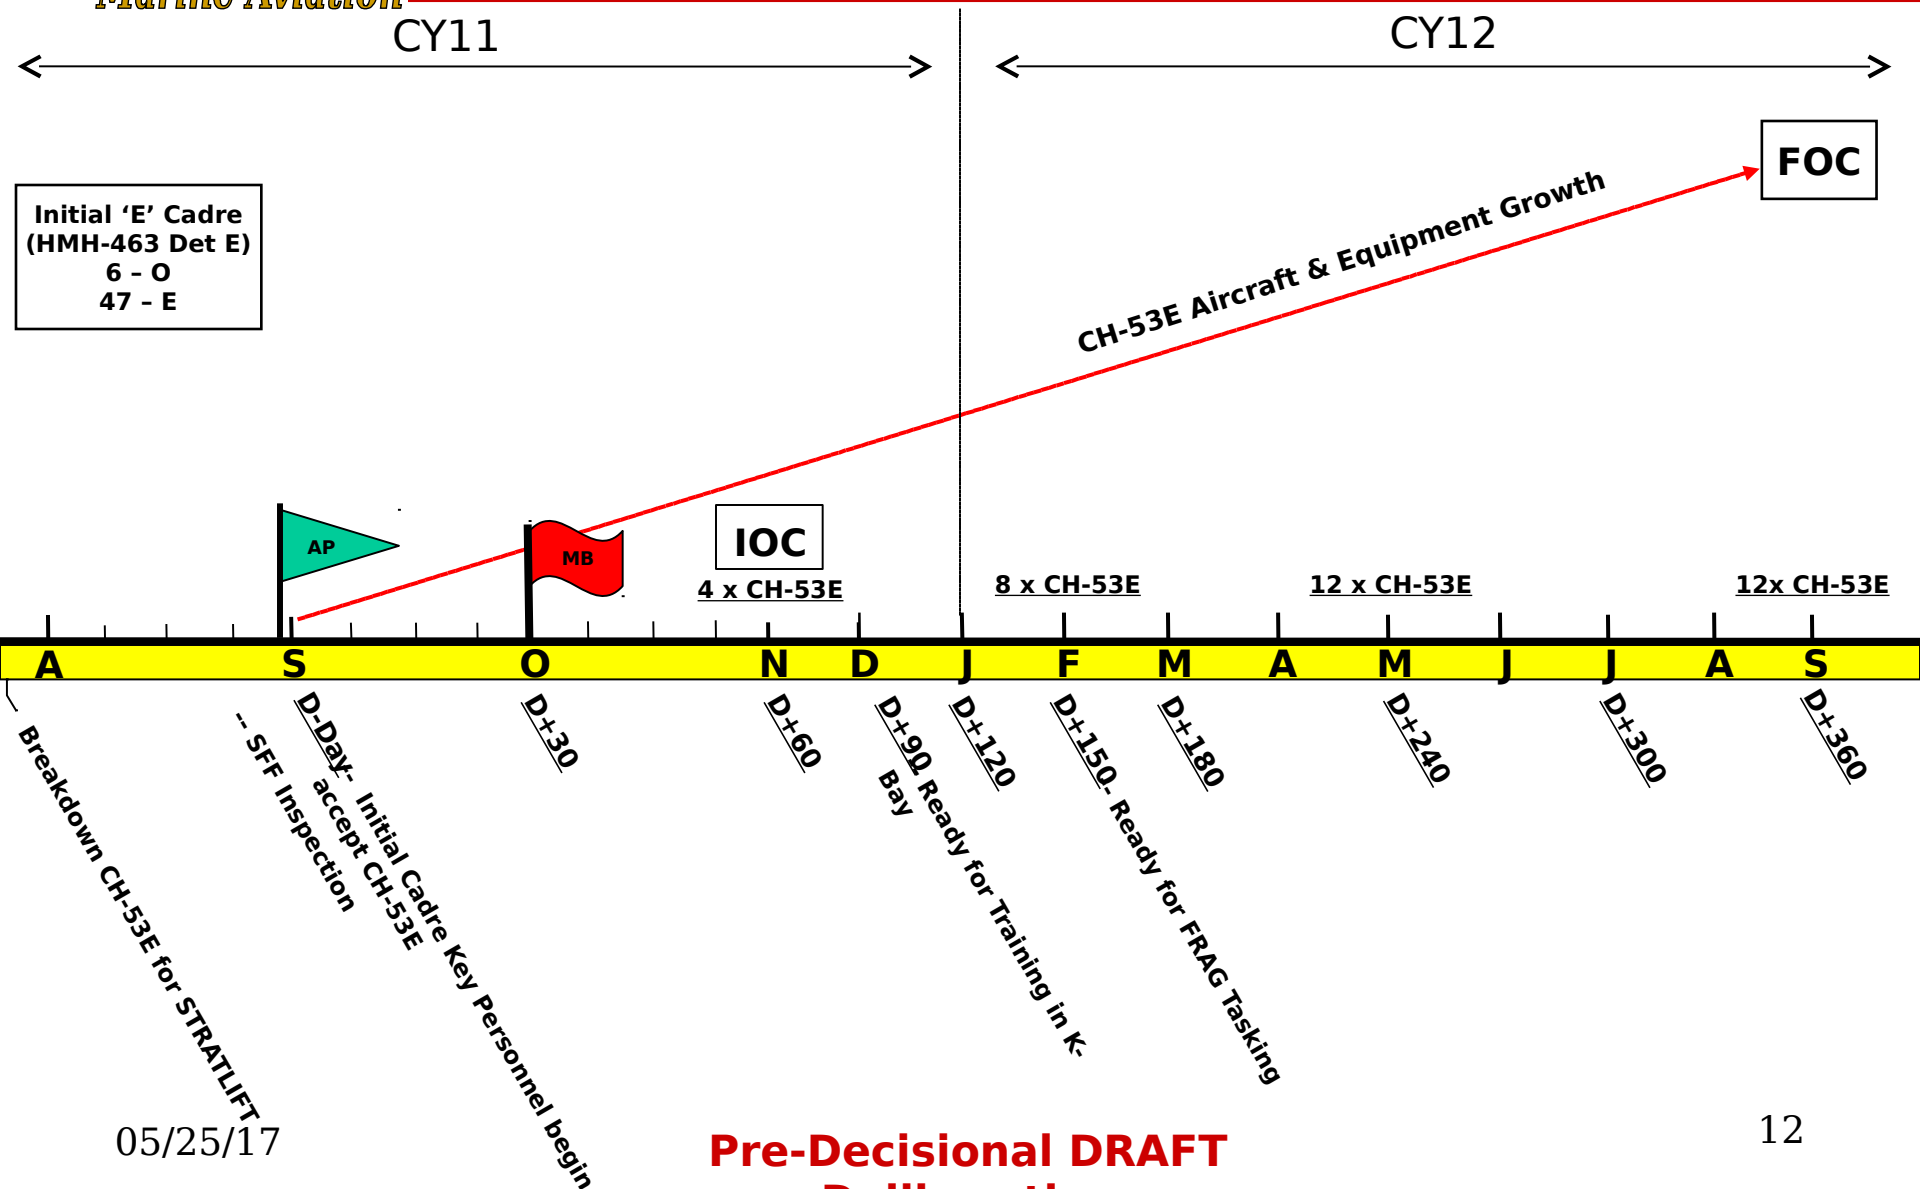 Marine Aviation
CY11
CY12
FOC
Initial ‘E’ Cadre
(HMH-463 Det E)
6 – O
47 – E
CH-53E Aircraft & Equipment Growth
AP
MB
IOC
4 x CH-53E
8 x CH-53E
12 x CH-53E
12x CH-53E
A S O N D J F M A M J J A S
Breakdown CH-53E for STRATLIFT
-- SFF Inspection
D-Day- Initial Cadre Key Personnel begin
accept CH-53E
D+30
D+60
D+90 Ready for Training in K-
Bay
D+120
D+150- Ready for FRAG Tasking
D+180
D+240
D+300
D+360
05/25/17
Pre-Decisional DRAFT
12